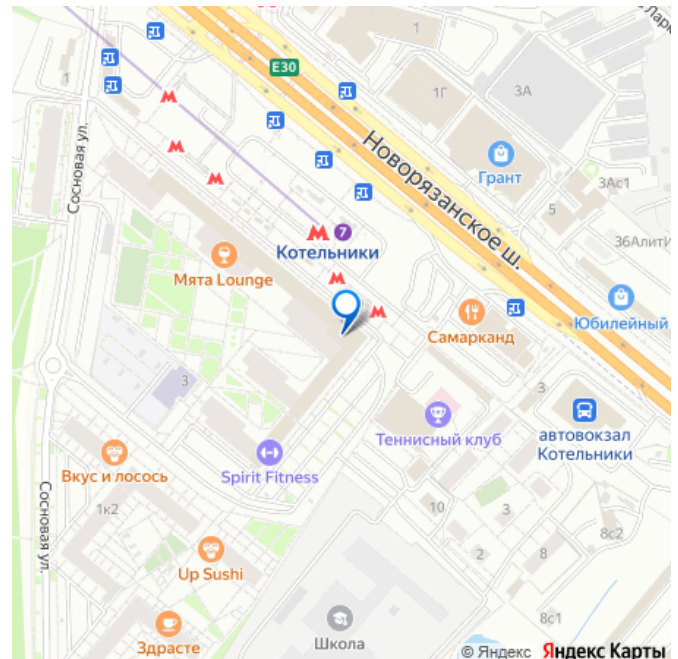 1
E30
1Г
3А
Сосновая ул.
Новорязанское ш.
Грант
3Ас1
5
7
Котельники
Мята Lounge
Самарканд
Юбилейный
3
3
Теннисный клуб
автовокзал
Котельники
Вкус и лосось
Spirit Fitness
1к2
10
3
8с2
Сосновая ул.
Up Sushi
2
8
8с1
Здрасте
Школа
© Яндекс Яндекс Карты